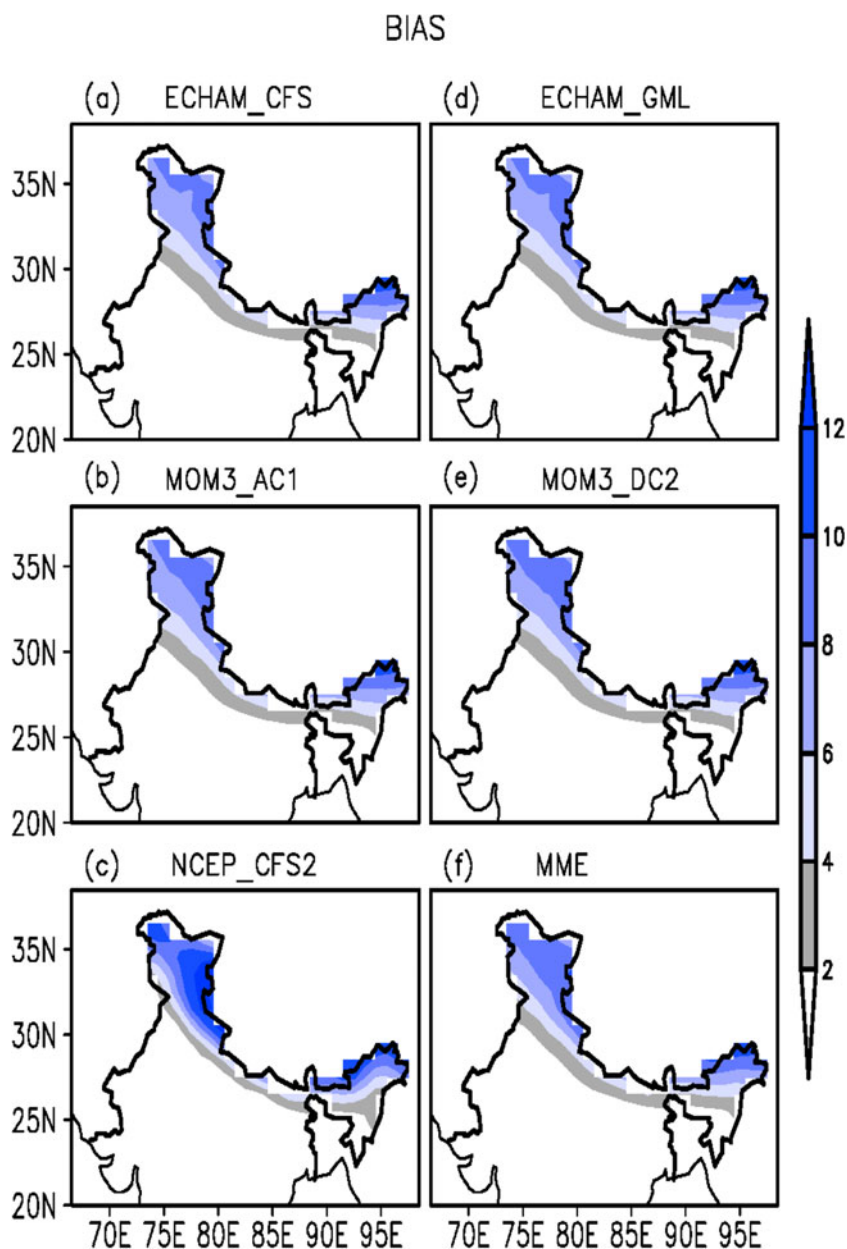 BIAS
(a) ECHAM_CFS
(d) ECHAM_GML
35N
30N
25N
20N
(b) MOM3_AC1
(e) MOM3_DC2
35N
30N
25N
20N
(c) NCEP_CFS2
(f) MME
35N
30N
25N
20N
70E 75E 80E 85E 90E 95E
70E 75E 80E 85E 90E 95E
12
10
8
6
4
2